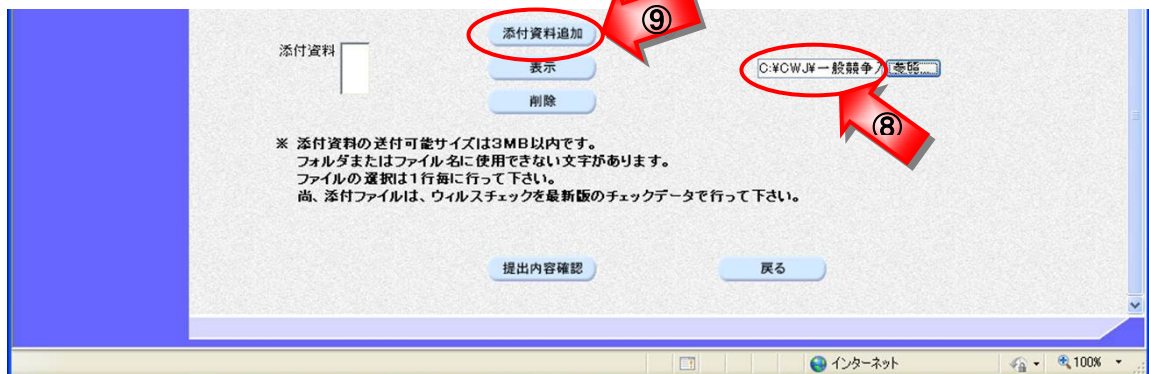 添付資料追加
⑨
添付資料
表示
C:¥CWJ¥一般競争入
参照...
削除
⑧
※ 添付資料の送付可能サイズは3MB以内です。
フォルダまたはファイル名に使用できない文字があります。
ファイルの選択は1行毎に行って下さい。
尚、添付ファイルは、ウィルスチェックを最新版のチェックデータで行って下さい。
提出内容確認
戻る
インターネット
100%